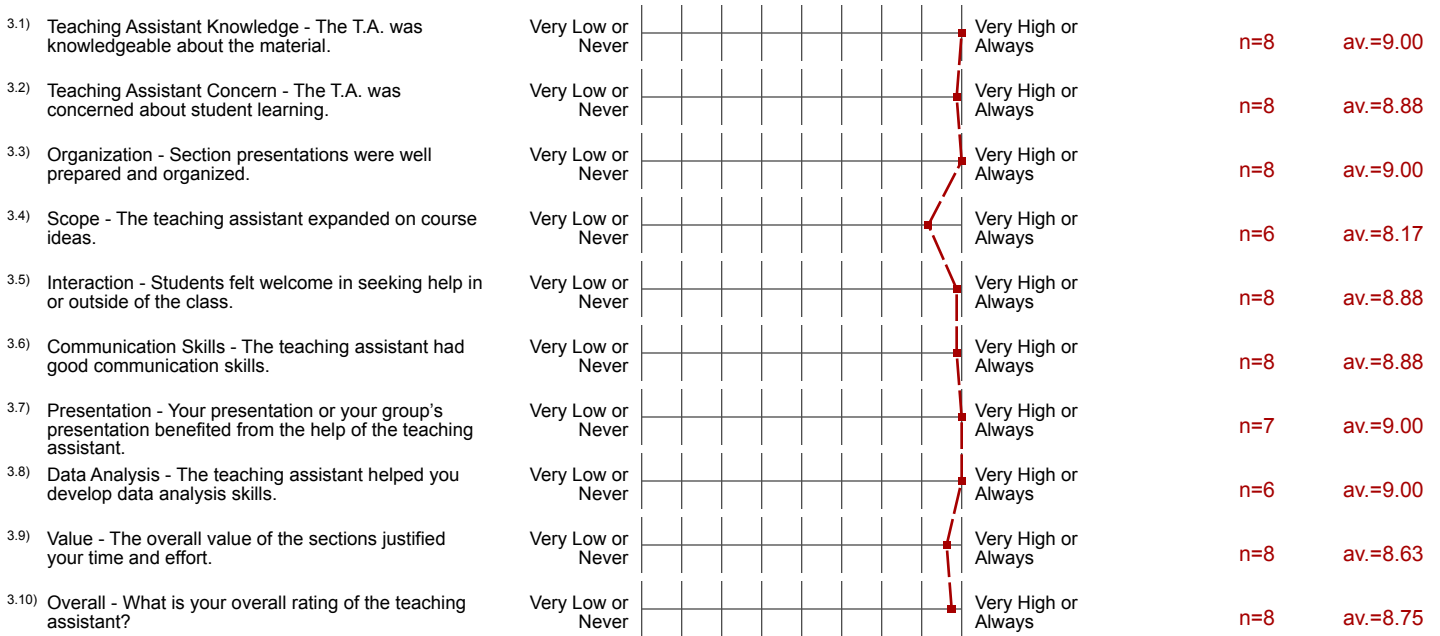 3.1) Teaching Assistant Knowledge - The T.A. was
knowledgeable about the material.
Very Low or
Never
Very High or
Always
n=8
av.=9.00
3.2) Teaching Assistant Concern - The T.A. was
concerned about student learning.
Very Low or
Never
Very High or
Always
n=8
av.=8.88
3.3) Organization - Section presentations were well
prepared and organized.
Very Low or
Never
Very High or
Always
n=8
av.=9.00
3.4) Scope - The teaching assistant expanded on course
ideas.
Very Low or
Never
Very High or
Always
n=6
av.=8.17
3.5) Interaction - Students felt welcome in seeking help in
or outside of the class.
Very Low or
Never
Very High or
Always
n=8
av.=8.88
3.6) Communication Skills - The teaching assistant had
good communication skills.
Very Low or
Never
Very High or
Always
n=8
av.=8.88
3.7) Presentation - Your presentation or your group's
presentation benefited from the help of the teaching
assistant.
Very Low or
Never
Very High or
Always
n=7
av.=9.00
3.8) Data Analysis - The teaching assistant helped you
develop data analysis skills.
Very Low or
Never
Very High or
Always
n=6
av.=9.00
3.9) Value - The overall value of the sections justified
your time and effort.
Very Low or
Never
Very High or
Always
n=8
av.=8.63
3.10) Overall - What is your overall rating of the teaching
assistant?
Very Low or
Never
Very High or
Always
n=8
av.=8.75